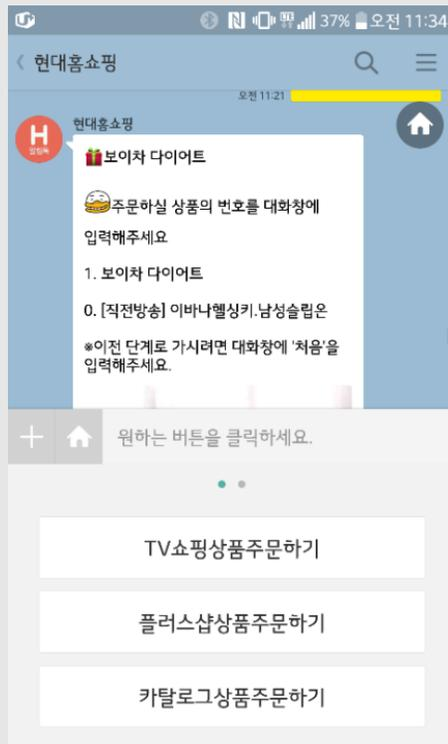 37% 오전 11:34
현대홈쇼핑
오전 11:21
H
알림톡
현대홈쇼핑
보이차 다이어트
주문하실 상품의 번호를 대화창에
입력해주세요
1. 보이차 다이어트
0. [직전방송] 이바나헬싱키.남성슬립온
※이전 단계로 가시려면 대화창에 '처음'을
입력해주세요.
원하는 버튼을 클릭하세요.
TV쇼핑상품주문하기
플러스샵상품주문하기
카탈로그상품주문하기